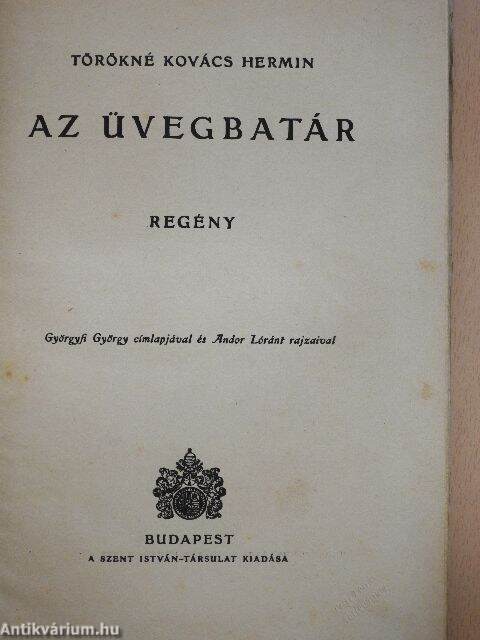 TÖRÖKNÉ KOVÁCS HERMIN
AZ ÜVEGBATÁR
REGÉNY
Györgyfi György címlapjával és Andor Lóránt rajzaival
BUDAPEST
A SZENT ISTVÁN-TÁRSULAT KIADÁSA
Antikvárium.hu